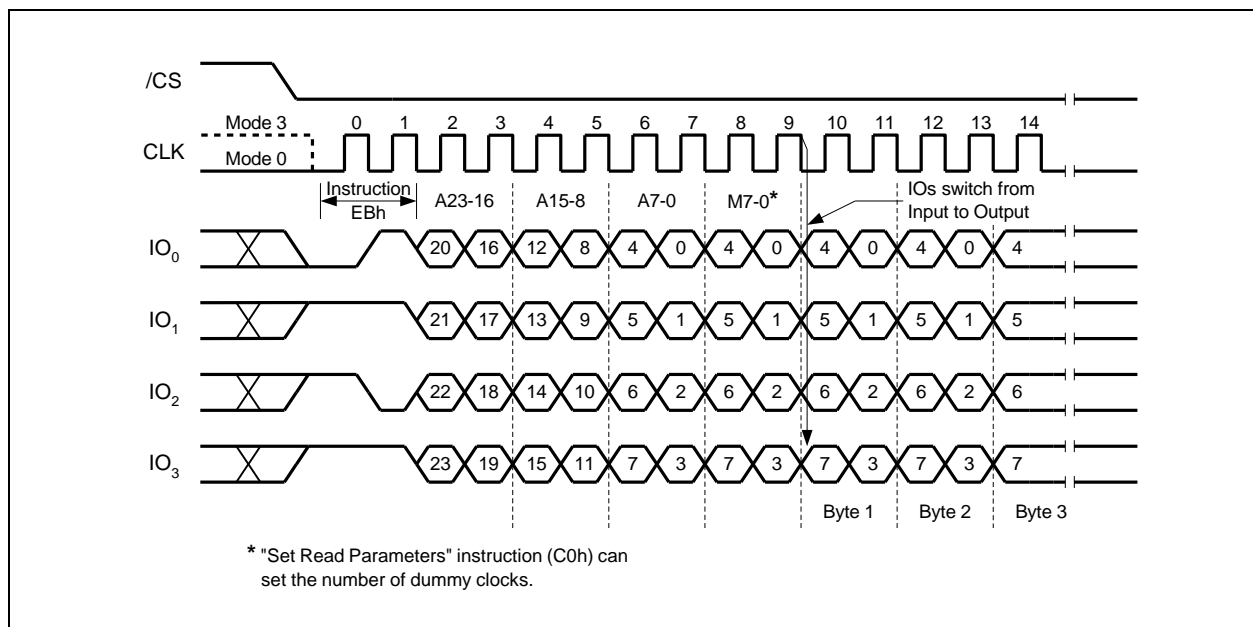 /CS
Mode 3
0 1 2 3 4 5 6 7 8 9 10 11 12 13 14
CLK
Mode 0
Instruction
EBh
A23-16 A15-8 A7-0 M7-0*
IOs switch from
Input to Output
IO0 20 16 12 8 4 0 4 0 4 0 4 0 4
IO1 21 17 13 9 5 1 5 1 5 1 5 1 5
IO2 22 18 14 10 6 2 6 2 6 2 6 2 6
IO3 23 19 15 11 7 3 7 3 7 3 7 3 7
Byte 1 Byte 2 Byte 3
* "Set Read Parameters" instruction (C0h) can
set the number of dummy clocks.